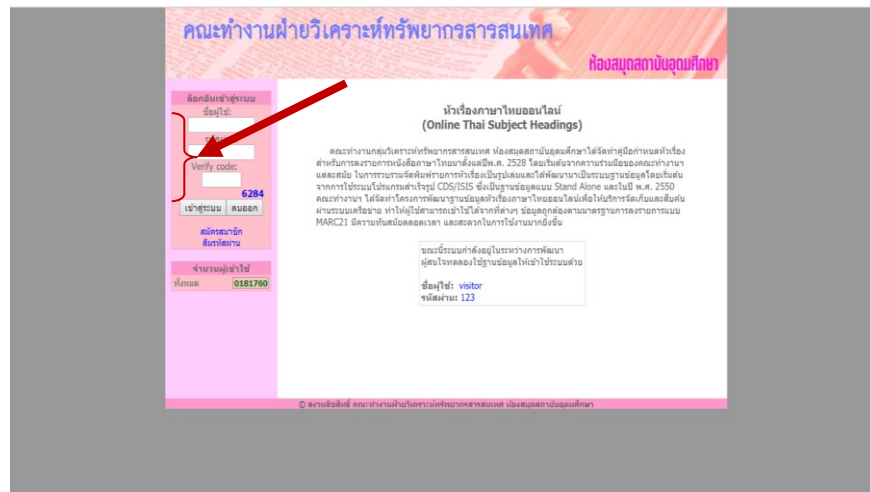 คณะทำงานฝ่ายวิเคราะห์ทรัพยากรสารสนเทศ
ห้องสมุดสถาบันอุดมศึกษา
ล็อกอินเข้าสู่ระบบ
ชื่อผู้ใช้:
Verify code:
6284
เข้าสู่ระบบ ลบออก
สมัครสมาชิก
ลืมรหัสผ่าน
จำนวนผู้เข้าใช้
ทั้งหมด 0181760
หัวเรื่องภาษาไทยออนไลน์
(Online Thai Subject Headings)
คณะทำงานกลุ่มวิเคราะห์ทรัพยากรสารสนเทศ ห้องสมุดสถาบันอุดมศึกษาได้จัดทำคู่มือกำหนดหัวเรื่อง
สำหรับการลงรายการหนังสือภาษาไทยมาตั้งแต่ปีพ.ศ. 2528 โดยเริ่มต้นจากความร่วมมือของคณะทำงานฯ
แต่ละสมัย ในการรวบรวมจัดพิมพ์รายการหัวเรื่องเป็นรูปเล่มและได้พัฒนามาเป็นระบบฐานข้อมูลโดยเริ่มต้น
จากการใช้ระบบโปรแกรมสำเร็จรูป CDS/ISIS ซึ่งเป็นฐานข้อมูลแบบ Stand Alone และในปี พ.ศ. 2550
คณะทำงานฯ ได้จัดทำโครงการพัฒนาฐานข้อมูลหัวเรื่องภาษาไทยออนไลน์เพื่อให้บริการจัดเก็บและสืบค้น
ผ่านระบบเครือข่าย ทำให้ผู้ใช้สามารถเข้าใช้ได้จากที่ต่างๆ ข้อมูลถูกต้องตามมาตรฐานการลงรายการแบบ
MARC21 มีความทันสมัยตลอดเวลา และสะดวกในการใช้งานมากยิ่งขึ้น
ขณะนี้ระบบกำลังอยู่ในระหว่างการพัฒนา
ผู้สนใจทดลองใช้ฐานข้อมูลให้เข้าใช้ระบบด้วย
ชื่อผู้ใช้: visitor
รหัสผ่าน: 123
© สงวนลิขสิทธิ์ คณะทำงานฝ่ายวิเคราะห์ทรัพยากรสารสนเทศ ห้องสมุดสถาบันอุดมศึกษา